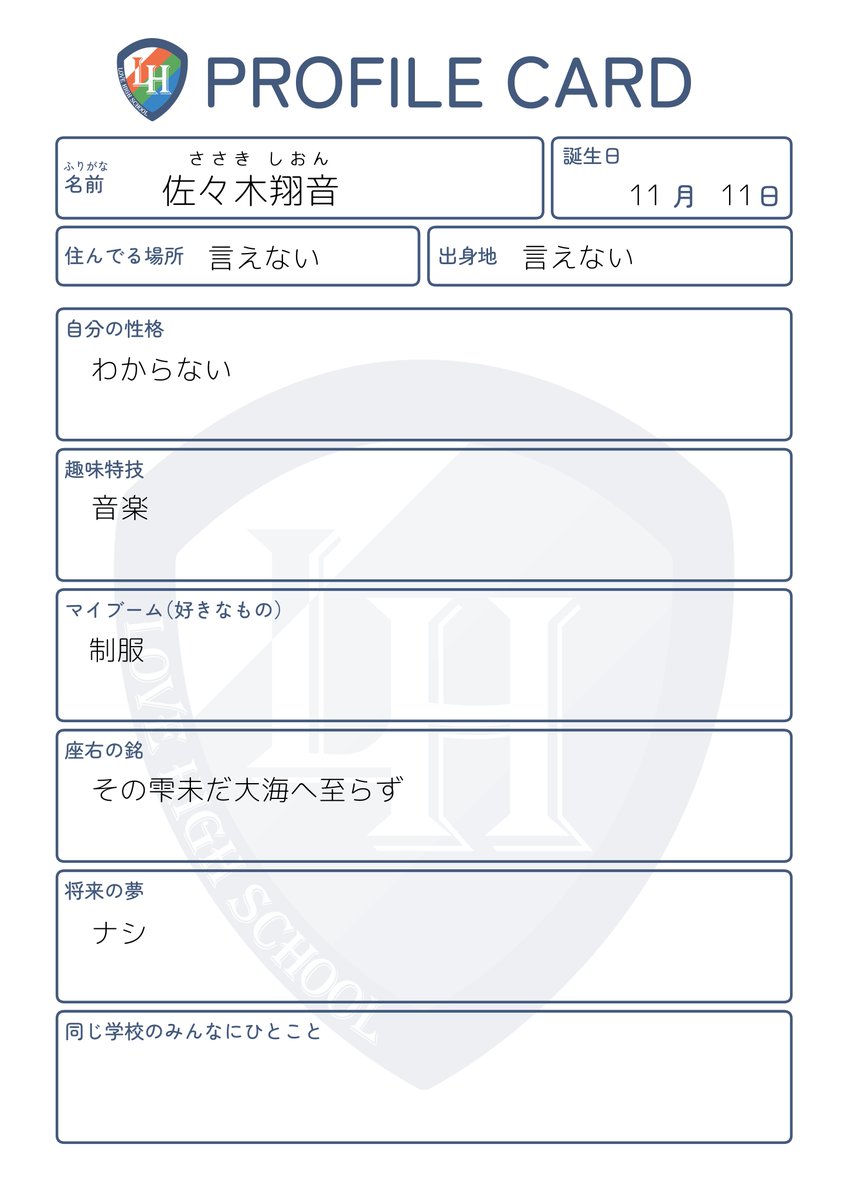 LH
LOVE HIGH SCHOOL
PROFILE CARD
ふりがな
ささき しおん
名前 佐々木翔音
誕生日
11 月 11 日
住んでる場所 言えない
出身地 言えない
自分の性格
わからない
趣味特技
音楽
マイブーム(好きなもの)
制服
座右の銘
その雫未だ大海へ至らず
将来の夢
ナシ
同じ学校のみんなにひとこと
LH
LOVE HIGH SCHOOL